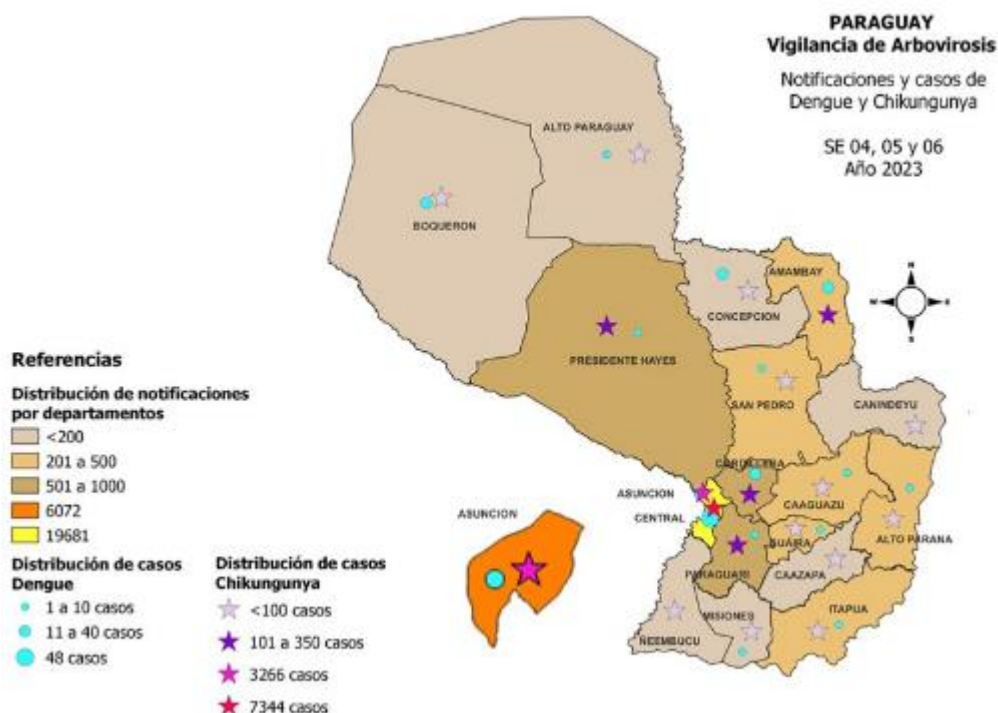 PARAGUAY
Vigilancia de Arbovirosis
Notificaciones y casos de
Dengue y Chikungunya
SE 04, 05 y 06
Año 2023
ALTO PARAGUAY
BOQUERON
AMAMBAY
CONCEPCION
N
W
E
S
PRESIDENTE HAYES
SAN PEDRO
CANINDEYU
CORDILLERA
ASUNCION
CAAGUAZU
CENTRAL
GUAIRA
ALTO PARANA
PARAGUARI
CAAZAPA
MISIONES
ITAPUA
ÑEEMBUCU
ASUNCION
Referencias
Distribución de notificaciones
por departamentos
<200
201 a 500
501 a 1000
6072
19681
Distribución de casos
Dengue
1 a 10 casos
11 a 40 casos
48 casos
Distribución de casos
Chikungunya
<100 casos
101 a 350 casos
3266 casos
7344 casos